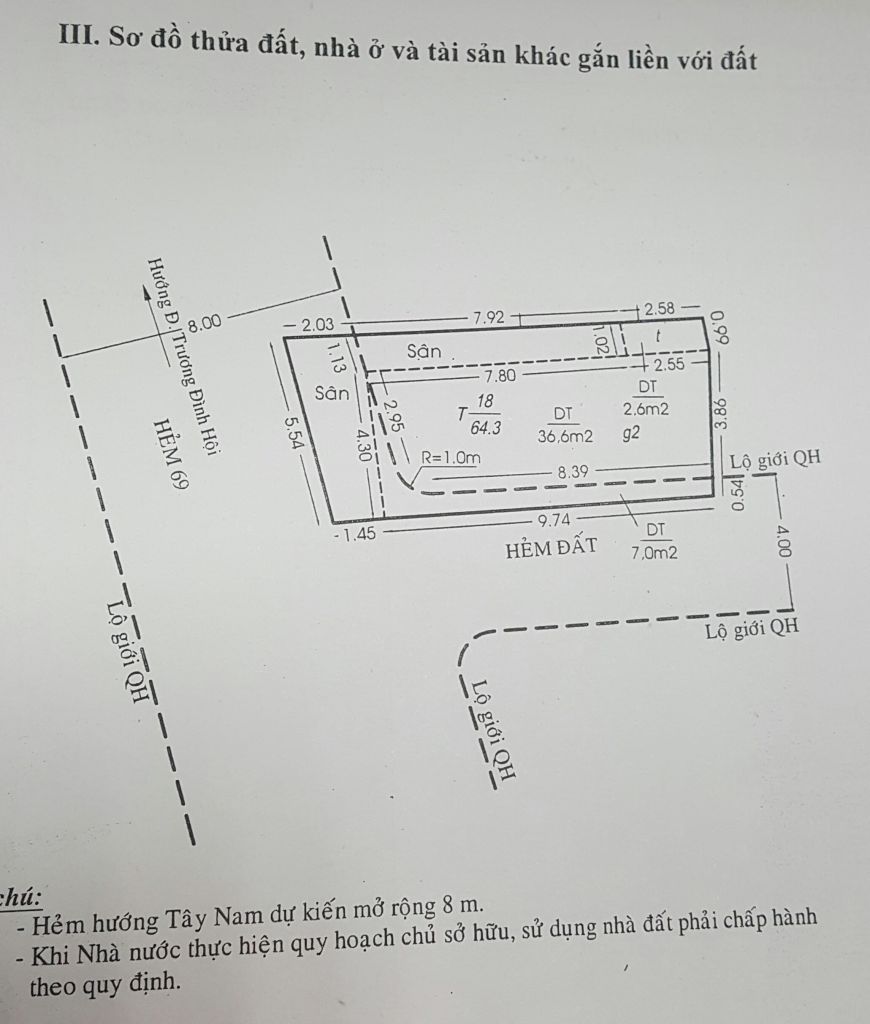 III. Sơ đồ thửa đất, nhà ở và tài sản khác gắn liền với đất
Hướng Đ. Trương Đình Hội
8.00
HẺM 69
2.03
7.92
2.58
0.99
1.13
Sân
1.02
t
2.55
Sân
7.80
5.54
4.30
2.95
T 18
64.3
DT
36,6m2
DT
2,6m2
g2
3.86
R=1.0m
8.39
Lộ giới QH
0.54
1.45
9.74
HẺM ĐẤT
DT
7,0m2
4.00
Lộ giới QH
Lộ giới QH
Lộ giới QH
chú:
- Hẻm hướng Tây Nam dự kiến mở rộng 8 m.
- Khi Nhà nước thực hiện quy hoạch chủ sở hữu, sử dụng nhà đất phải chấp hành
theo quy định.